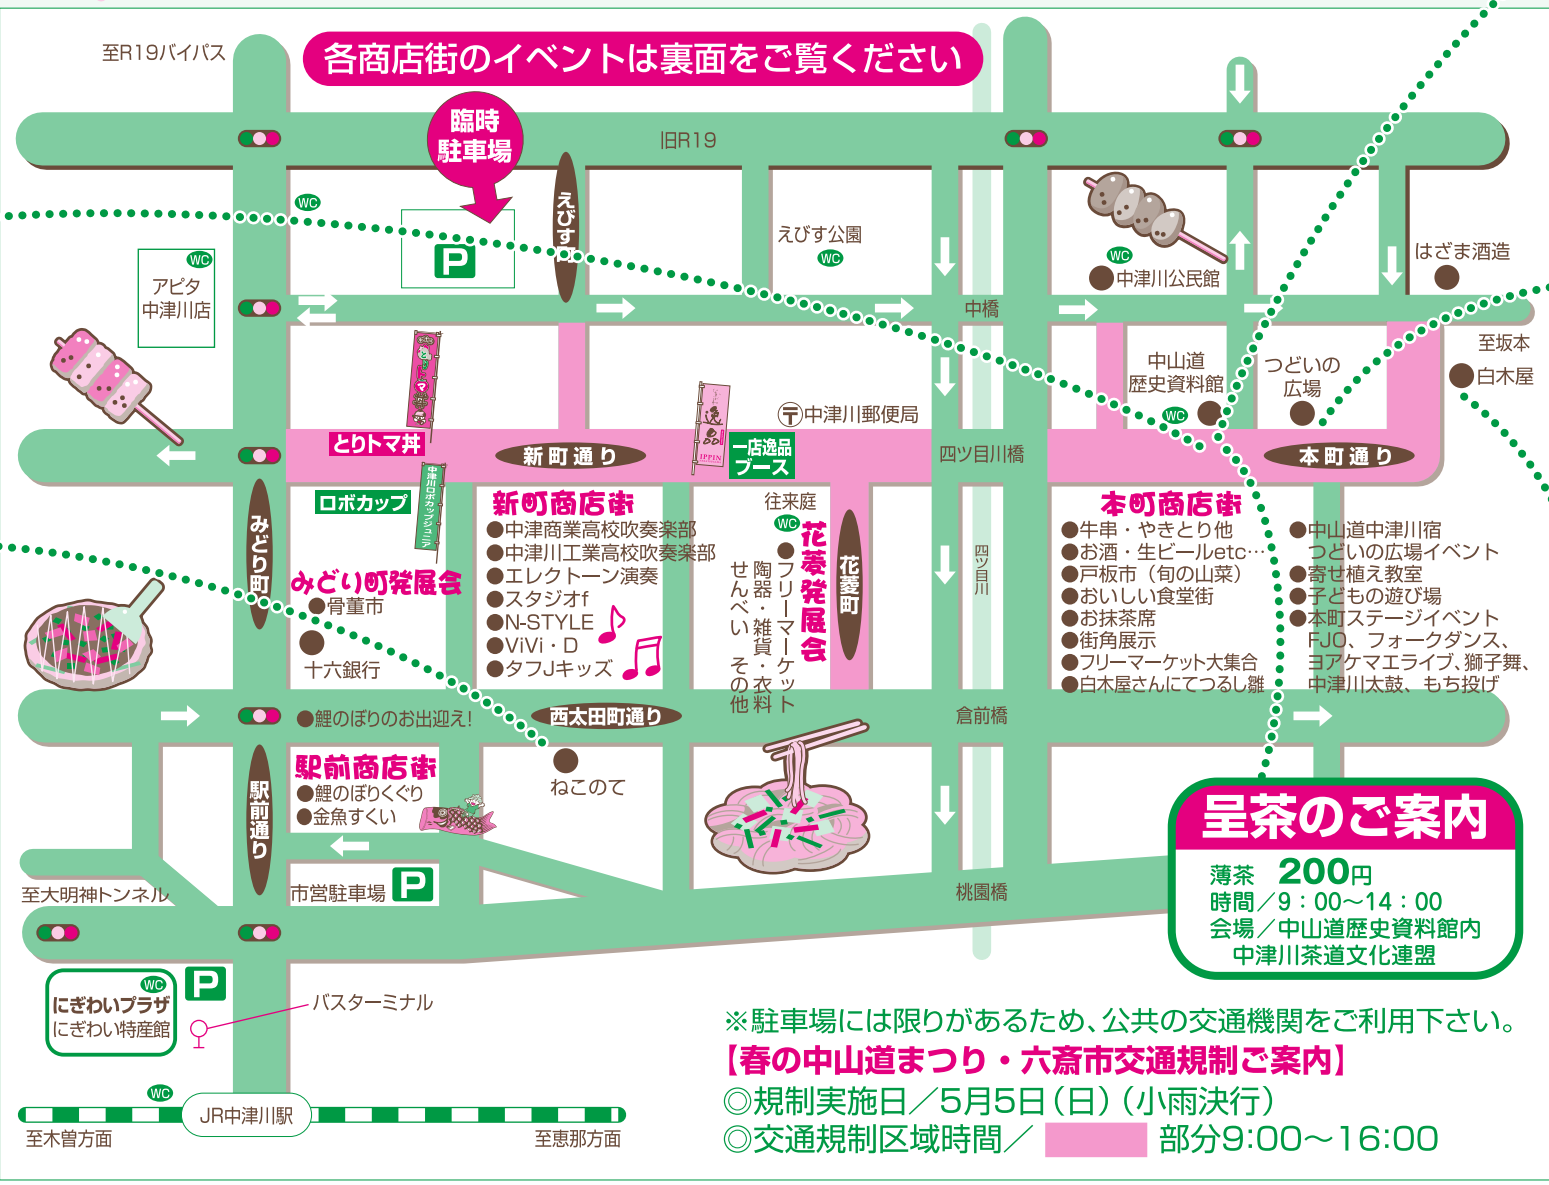 至R19バイパス
各商店街のイベントは裏面をご覧ください
臨時
駐車場
旧R19
WC
えびす町
P
えびす公園
WC
WC
中津川公民館
はざま酒造
WC
アピタ
中津川店
中橋
至坂本
白木屋
中山道
歴史資料館
WC
つどいの
広場
〒中津川郵便局
とりトマ丼
新町通り
逸品
IPPIN
一店逸品
ブース
四ツ目川橋
本町通り
ロボカップ
中津川ロボカップジュニア
みどり町
新町商店街
●中津商業高校吹奏楽部
●中津川工業高校吹奏楽部
●エレクトーン演奏
●スタジオf
●N-STYLE
●ViVi・D
●タフJキッズ
みどい町発展会
●骨董市
十六銀行
往来庭
WC
花菱発展会
●フリーマーケット
陶器・雑貨・衣料
せんべい その他
花菱町
四ツ目川
本町商店街
●牛串・やきとり他
●お酒・生ビールetc…
●戸板市（旬の山菜）
●おいしい食堂街
●お抹茶席
●街角展示
●フリーマーケット大集合
●白木屋さんにてつるし雛
●中山道中津川宿
つどいの広場イベント
●寄せ植え教室
●子どもの遊び場
●本町ステージイベント
FJO、フォークダンス、
ヨアケマエライブ、獅子舞、
中津川太鼓、もち投げ
●鯉のぼりのお出迎え!
西太田町通り
倉前橋
駅前商店街
●鯉のぼりくぐり
●金魚すくい
駅前通り
ねこのて
至大明神トンネル
市営駐車場
P
桃園橋
呈茶のご案内
薄茶 200円
時間／9：00〜14：00
会場／中山道歴史資料館内
中津川茶道文化連盟
WC
にぎわいプラザ
にぎわい特産館
P
バスターミナル
WC
JR中津川駅
至木曽方面
至恵那方面
※駐車場には限りがあるため、公共の交通機関をご利用下さい。
【春の中山道まつり・六斎市交通規制ご案内】
◎規制実施日／5月5日（日）（小雨決行）
◎交通規制区域時間／ 部分9:00〜16:00